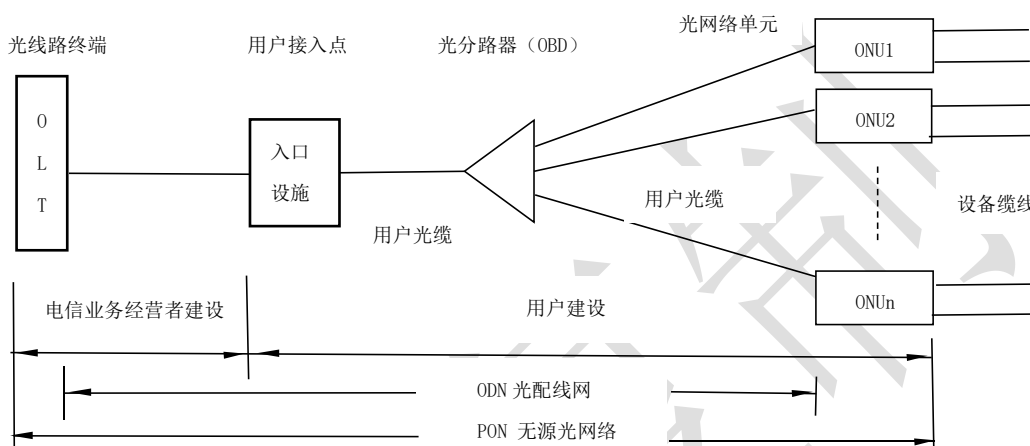 光线路终端
用户接入点
光分路器（OBD）
光网络单元
O
L
T
入口
设施
ONU1
ONU2
用户光缆
用户光缆
设备缆线
ONUn
电信业务经营者建设
用户建设
ODN 光配线网
PON 无源光网络